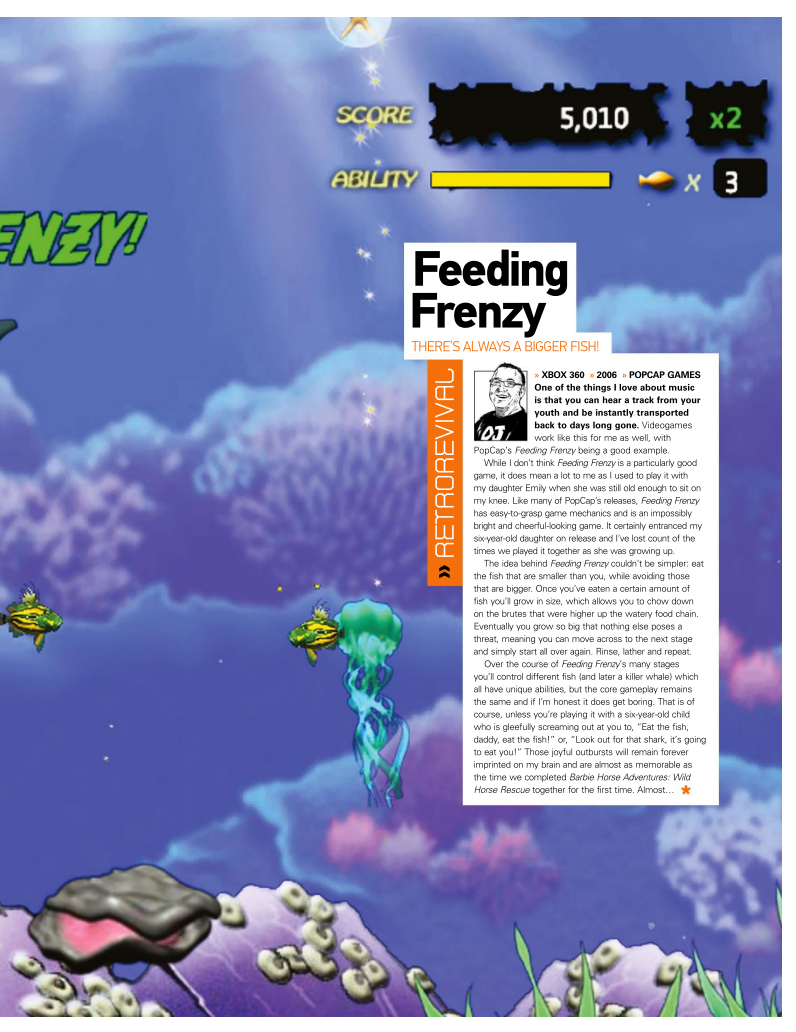 SCORE 5,010 x2
ABILITY X 3
ENZY!
Feeding
Frenzy
THERE'S ALWAYS A BIGGER FISH!
» RETROREVIVAL
» XBOX 360 » 2006 » POPCAP GAMES
One of the things I love about music
is that you can hear a track from your
youth and be instantly transported
back to days long gone. Videogames
work like this for me as well, with
PopCap's Feeding Frenzy being a good example.
While I don't think Feeding Frenzy is a particularly good
game, it does mean a lot to me as I used to play it with
my daughter Emily when she was still old enough to sit on
my knee. Like many of PopCap's releases, Feeding Frenzy
has easy-to-grasp game mechanics and is an impossibly
bright and cheerful-looking game. It certainly entranced my
six-year-old daughter on release and I've lost count of the
times we played it together as she was growing up.
The idea behind Feeding Frenzy couldn't be simpler: eat
the fish that are smaller than you, while avoiding those
that are bigger. Once you've eaten a certain amount of
fish you'll grow in size, which allows you to chow down
on the brutes that were higher up the watery food chain.
Eventually you grow so big that nothing else poses a
threat, meaning you can move across to the next stage
and simply start all over again. Rinse, lather and repeat.
Over the course of Feeding Frenzy's many stages
you'll control different fish (and later a killer whale) which
all have unique abilities, but the core gameplay remains
the same and if I'm honest it does get boring. That is of
course, unless you're playing it with a six-year-old child
who is gleefully screaming out at you to, "Eat the fish,
daddy, eat the fish!" or, "Look out for that shark, it's going
to eat you!" Those joyful outbursts will remain forever
imprinted on my brain and are almost as memorable as
the time we completed Barbie Horse Adventures: Wild
Horse Rescue together for the first time. Almost…